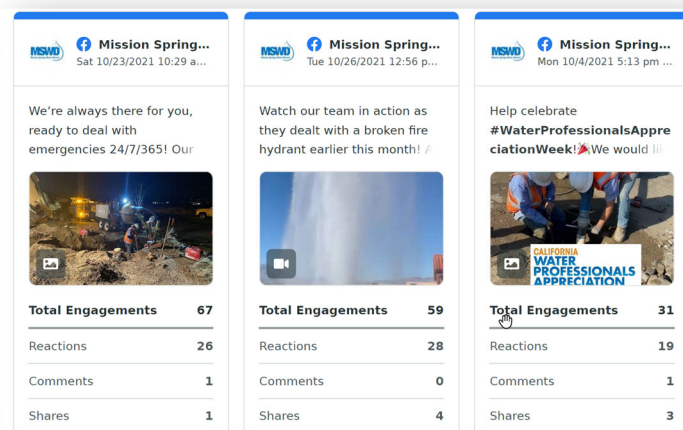 MSWD
Mission Spring...
Sat 10/23/2021 10:29 a...
We're always there for you,
ready to deal with
emergencies 24/7/365! Our
Total Engagements 67
Reactions 26
Comments 1
Shares 1
MSWD
Mission Spring...
Tue 10/26/2021 12:56 p...
Watch our team in action as
they dealt with a broken fire
hydrant earlier this month! A
Total Engagements 59
Reactions 28
Comments 0
Shares 4
MSWD
Mission Spring...
Mon 10/4/2021 5:13 pm ...
Help celebrate
#WaterProfessionalsAppre
ciationWeek!🎉We would li
CALIFORNIA
WATER
PROFESSIONALS
APPRECIATION
Total Engagements 31
Reactions 19
Comments 1
Shares 3